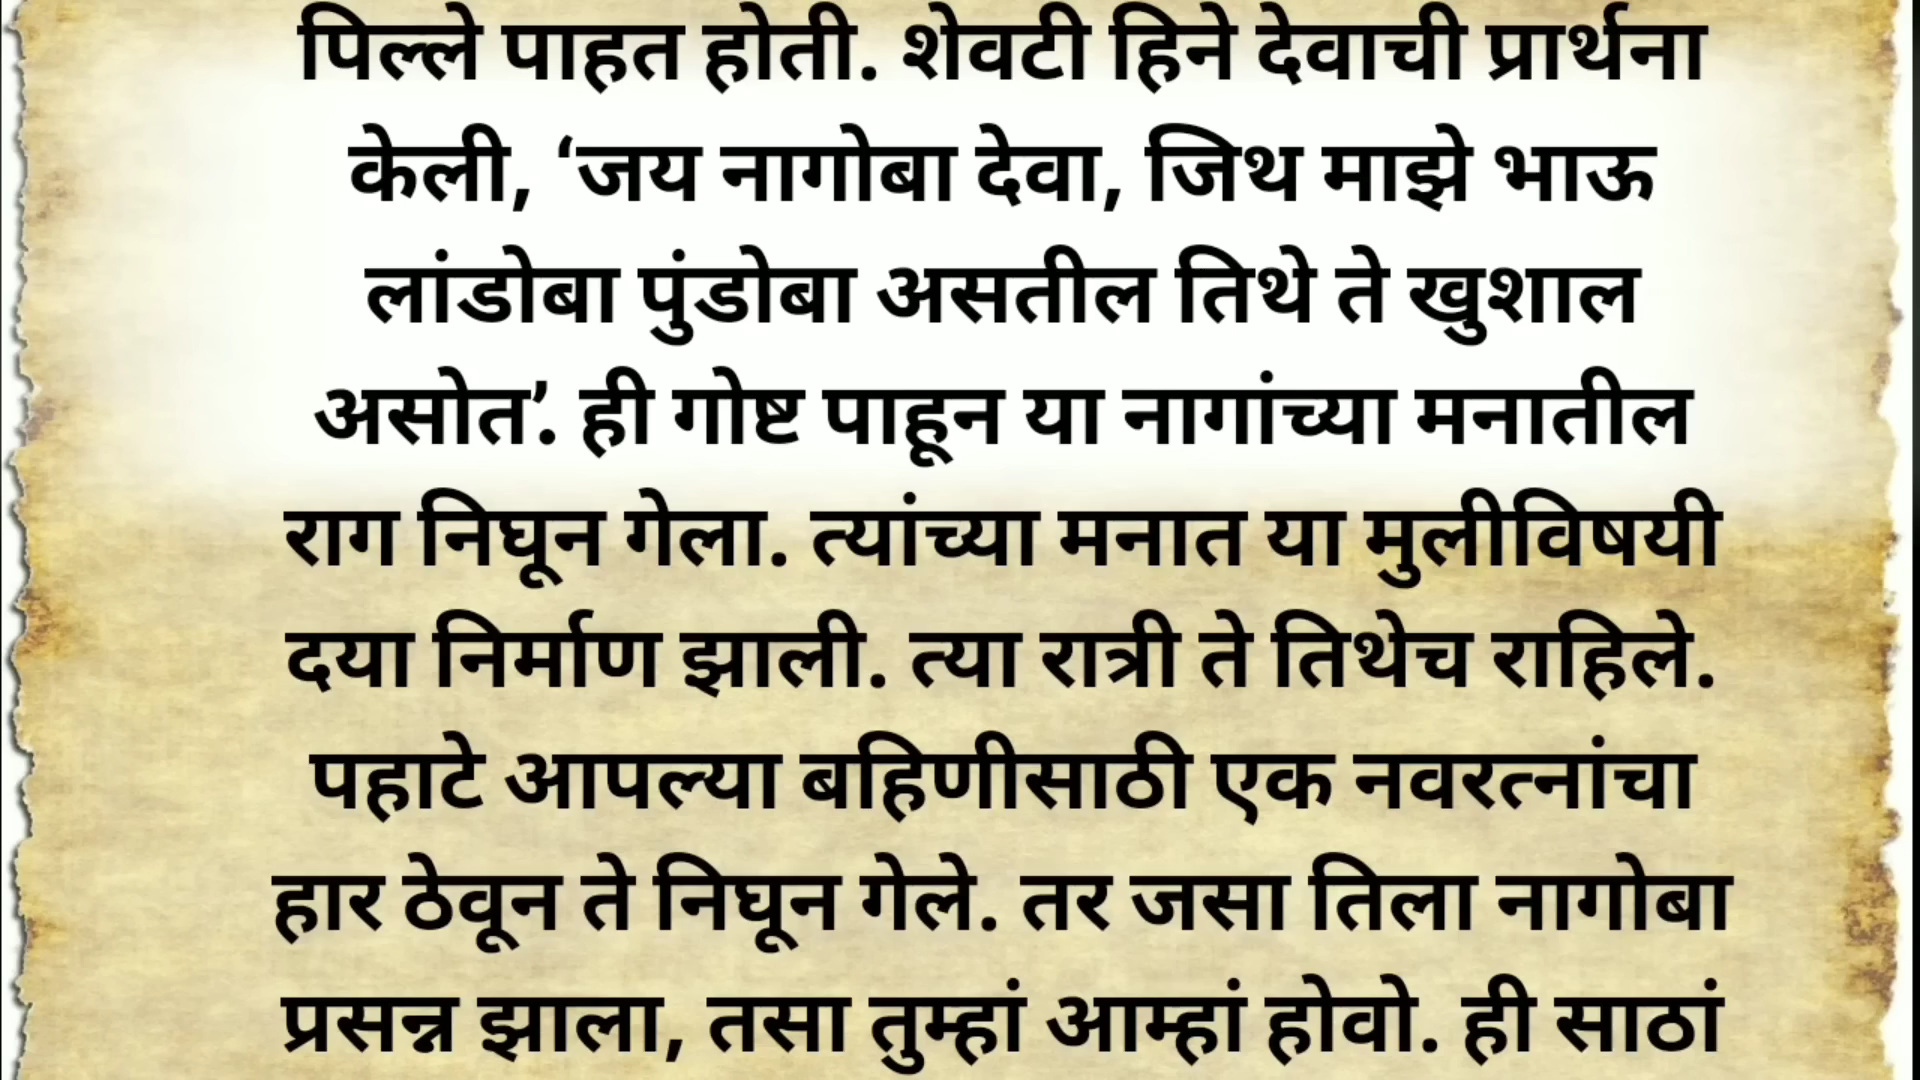 पिल्ले पाहत होती. शेवटी हिने देवाची प्रार्थना
केली, ‘जय नागोबा देवा, जिथ माझे भाऊ
लांडोबा पुंडोबा असतील तिथे ते खुशाल
असोत’. ही गोष्ट पाहून या नागांच्या मनातील
राग निघून गेला. त्यांच्या मनात या मुलीविषयी
दया निर्माण झाली. त्या रात्री ते तिथेच राहिले.
पहाटे आपल्या बहिणीसाठी एक नवरत्नांचा
हार ठेवून ते निघून गेले. तर जसा तिला नागोबा
प्रसन्न झाला, तसा तुम्हां आम्हां होवो. ही साठां